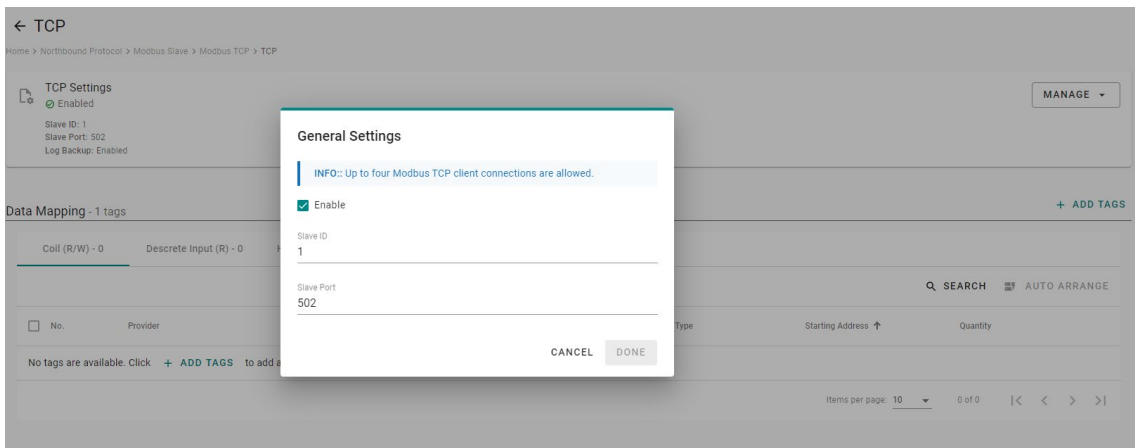 TCP
Home > Northbound Protocol > Modbus Slave > Modbus TCP > TCP
TCP Settings
Enabled
Slave ID: 1
Slave Port: 502
Log Backup: Enabled
MANAGE
General Settings
INFO:: Up to four Modbus TCP client connections are allowed.
Enable
Slave ID
1
Slave Port
502
CANCEL DONE
Data Mapping - 1 tags
+ ADD TAGS
Coil (R/W) - 0 Descrete Input (R) - 0
SEARCH AUTO ARRANGE
No. Provider Type Starting Address Quantity
No tags are available. Click + ADD TAGS to add
Items per page: 10 0 of 0